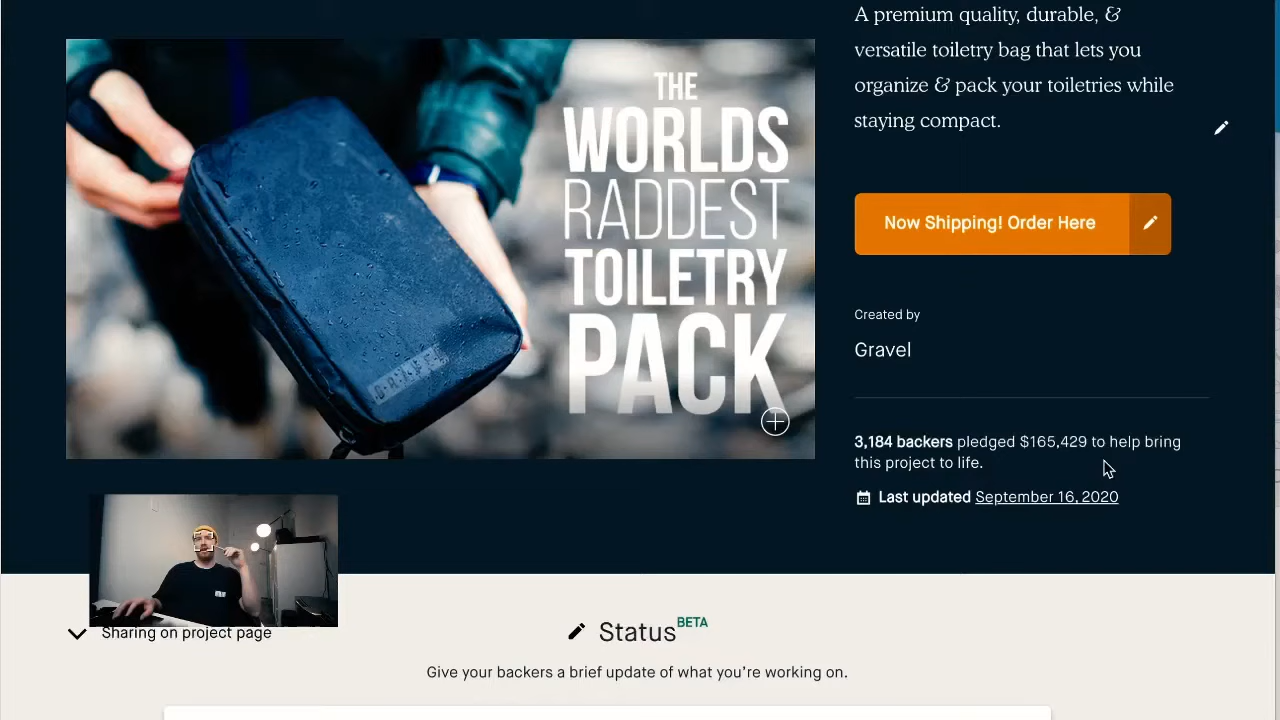 A premium quality, durable, &
versatile toiletry bag that lets you
organize & pack your toiletries while
staying compact.
THE
WORLDS
RADDEST
TOILETRY
PACK
GRAVEL
Now Shipping! Order Here
Created by
Gravel
3,184 backers pledged $165,429 to help bring
this project to life.
Last updated September 16, 2020
Sharing on project page
Status BETA
Give your backers a brief update of what you're working on.